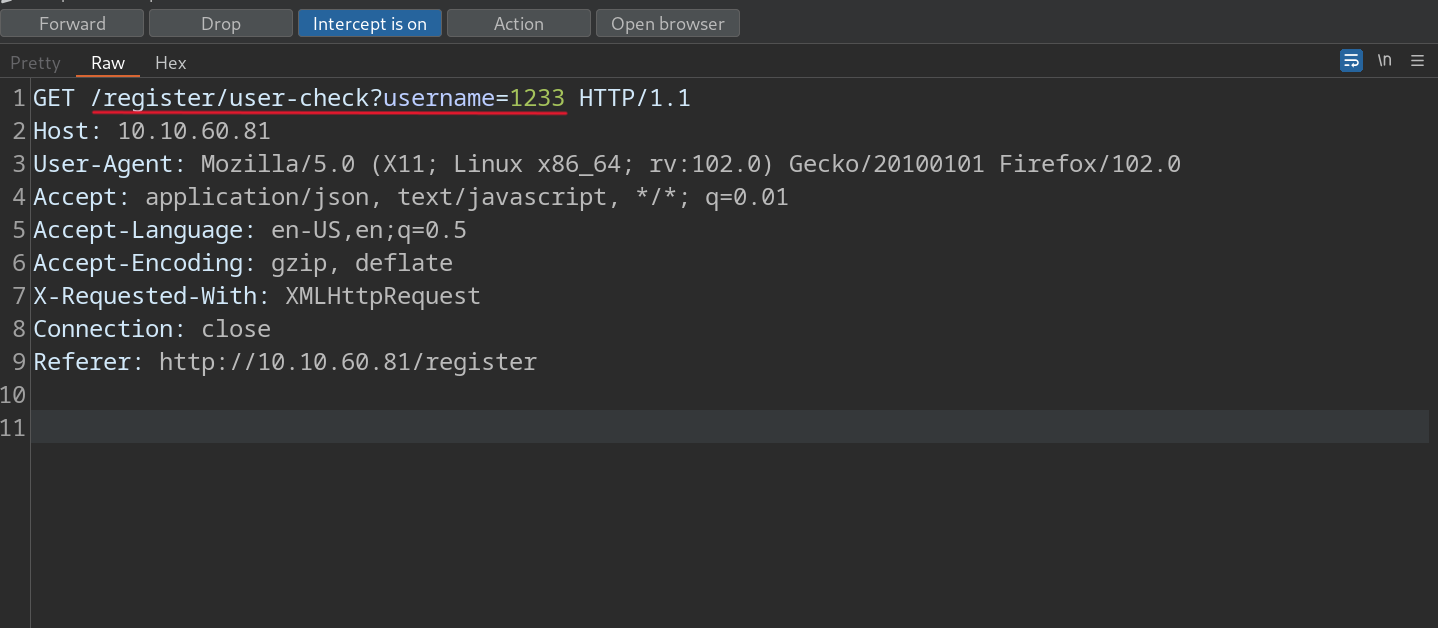 Forward Drop Intercept is on Action Open browser
Pretty Raw Hex \n
1 GET /register/user-check?username=1233 HTTP/1.1
2 Host: 10.10.60.81
3 User-Agent: Mozilla/5.0 (X11; Linux x86_64; rv:102.0) Gecko/20100101 Firefox/102.0
4 Accept: application/json, text/javascript, */*; q=0.01
5 Accept-Language: en-US,en;q=0.5
6 Accept-Encoding: gzip, deflate
7 X-Requested-With: XMLHttpRequest
8 Connection: close
9 Referer: http://10.10.60.81/register
10
11